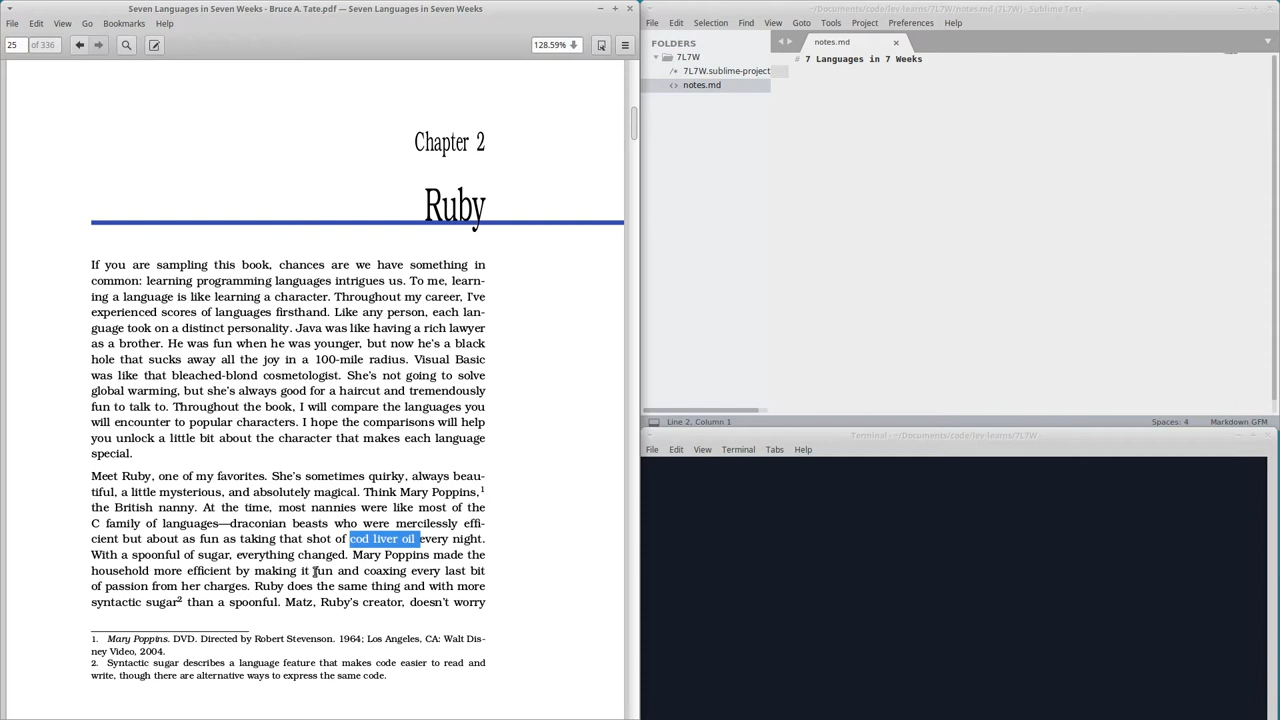 Seven Languages in Seven Weeks - Bruce A. Tate.pdf — Seven Languages in Seven Weeks
File Edit View Go Bookmarks Help
25 of 336 128.59%
Chapter 2
Ruby
If you are sampling this book, chances are we have something in
common: learning programming languages intrigues us. To me, learn-
ing a language is like learning a character. Throughout my career, I've
experienced scores of languages firsthand. Like any person, each lan-
guage took on a distinct personality. Java was like having a rich lawyer
as a brother. He was fun when he was younger, but now he's a black
hole that sucks away all the joy in a 100-mile radius. Visual Basic
was like that bleached-blond cosmetologist. She's not going to solve
global warming, but she's always good for a haircut and tremendously
fun to talk to. Throughout the book, I will compare the languages you
will encounter to popular characters. I hope the comparisons will help
you unlock a little bit about the character that makes each language
special.
Meet Ruby, one of my favorites. She's sometimes quirky, always beau-
tiful, a little mysterious, and absolutely magical. Think Mary Poppins,1
the British nanny. At the time, most nannies were like most of the
C family of languages—draconian beasts who were mercilessly effi-
cient but about as fun as taking that shot of cod liver oil every night.
With a spoonful of sugar, everything changed. Mary Poppins made the
household more efficient by making it fun and coaxing every last bit
of passion from her charges. Ruby does the same thing and with more
syntactic sugar2 than a spoonful. Matz, Ruby's creator, doesn't worry
1. Mary Poppins. DVD. Directed by Robert Stevenson. 1964; Los Angeles, CA: Walt Dis-
ney Video, 2004.
2. Syntactic sugar describes a language feature that makes code easier to read and
write, though there are alternative ways to express the same code.
~/Documents/code/lev-learns/7L7W/notes.md (7L7W) - Sublime Text
File Edit Selection Find View Goto Tools Project Preferences Help
FOLDERS
7L7W
/* 7L7W.sublime-project
<> notes.md
notes.md
# 7 Languages in 7 Weeks
Line 2, Column 1 Spaces: 4 Markdown GFM
Terminal - ~/Documents/code/lev-learns/7L7W
File Edit View Terminal Tabs Help